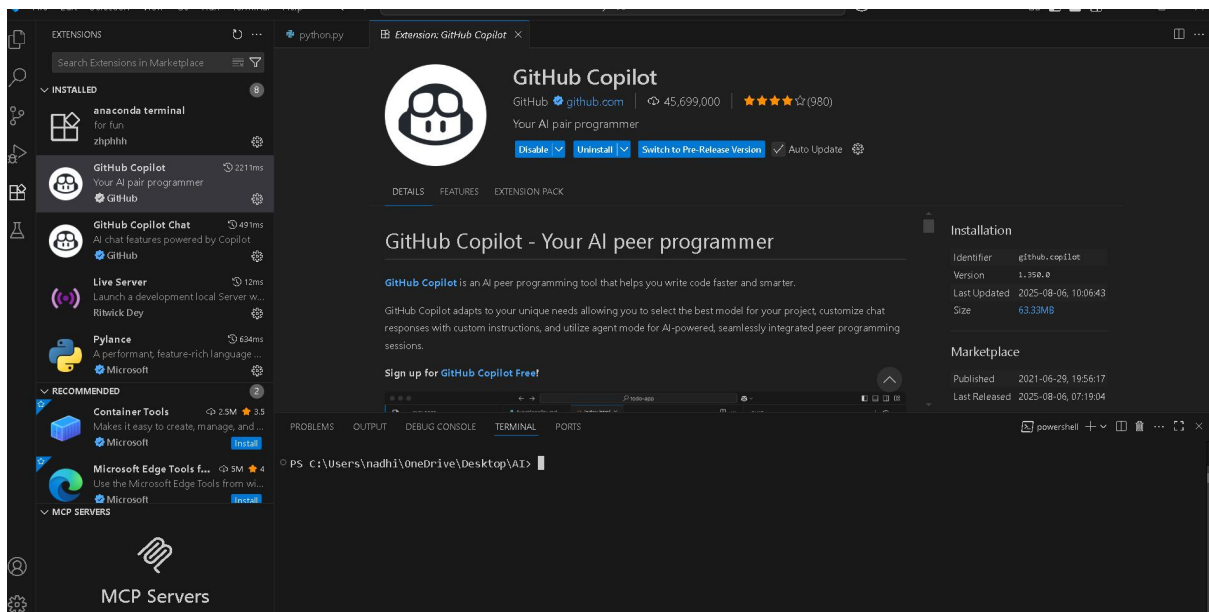 EXTENSIONS
Search Extensions in Marketplace
INSTALLED
8
anaconda terminal
for fun
zhphhh
GitHub Copilot 2211ms
Your AI pair programmer
GitHub
GitHub Copilot Chat 491ms
AI chat features powered by Copilot
GitHub
Live Server 12ms
Launch a development local Server w...
Ritwick Dey
Pylance 634ms
A performant, feature-rich language ...
Microsoft
RECOMMENDED
2
Container Tools 2.5M 3.5
Makes it easy to create, manage, and ...
Microsoft Install
Microsoft Edge Tools f... 5M 4
Use the Microsoft Edge Tools from wi...
Microsoft Install
MCP SERVERS
MCP Servers
python.py
Extension: GitHub Copilot
GitHub Copilot
GitHub github.com 45,699,000 (980)
Your AI pair programmer
Disable Uninstall Switch to Pre-Release Version Auto Update
DETAILS FEATURES EXTENSION PACK
GitHub Copilot - Your AI peer programmer
GitHub Copilot is an AI peer programming tool that helps you write code faster and smarter.
GitHub Copilot adapts to your unique needs allowing you to select the best model for your project, customize chat
responses with custom instructions, and utilize agent mode for AI-powered, seamlessly integrated peer programming
sessions.
Sign up for GitHub Copilot Free!
todo-app
Installation
Identifier github.copilot
Version 1.350.0
Last Updated 2025-08-06, 10:06:43
Size 63.33MB
Marketplace
Published 2021-06-29, 19:56:17
Last Released 2025-08-06, 07:19:04
PROBLEMS OUTPUT DEBUG CONSOLE TERMINAL PORTS
powershell
PS C:\Users\nadhi\OneDrive\Desktop\AI>